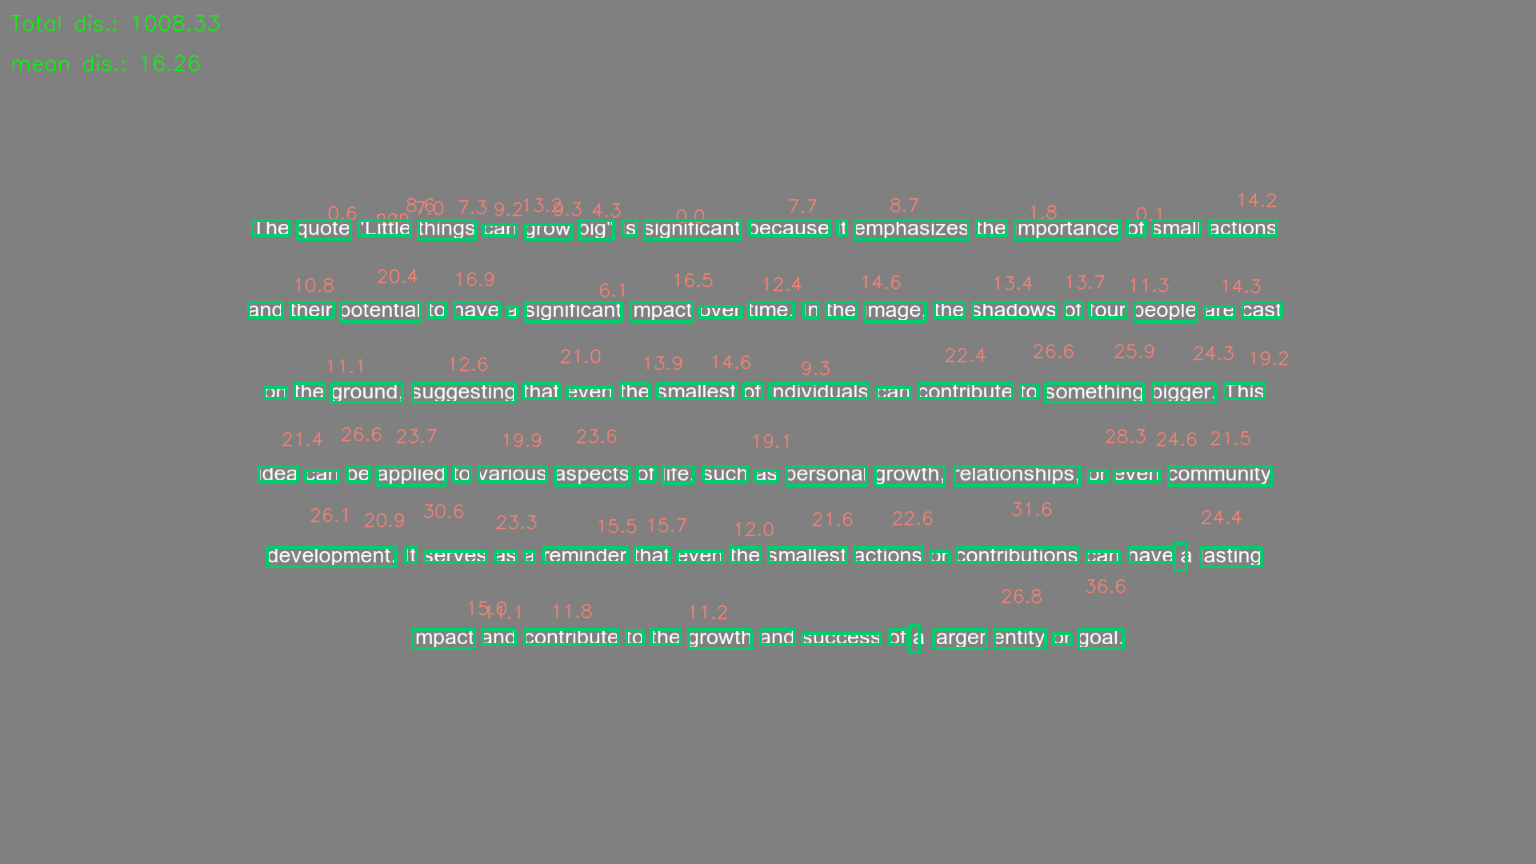 Total dis.: 1008.33
mean dis.: 16.26
0.6 nan 8.6 7.0 7.3 9.2 13.2 9.3 4.3 0.0 7.7 8.7 1.8 0.1 14.2
The quote "Little things can grow big" is significant because it emphasizes the importance of small actions
10.8 20.4 16.9 6.1 16.5 12.4 14.6 13.4 13.7 11.3 14.3
and their potential to have a significant impact over time. In the image, the shadows of four people are cast
11.1 12.6 21.0 13.9 14.6 9.3 22.4 26.6 25.9 24.3 19.2
on the ground, suggesting that even the smallest of individuals can contribute to something bigger. This
21.4 26.6 23.7 19.9 23.6 19.1 28.3 24.6 21.5
idea can be applied to various aspects of life, such as personal growth, relationships, or even community
26.1 20.9 30.6 23.3 15.5 15.7 12.0 21.6 22.6 31.6 24.4
development. It serves as a reminder that even the smallest actions or contributions can have a lasting
15.0 11.1 11.8 11.2 26.8 36.6
impact and contribute to the growth and success of a larger entity or goal.